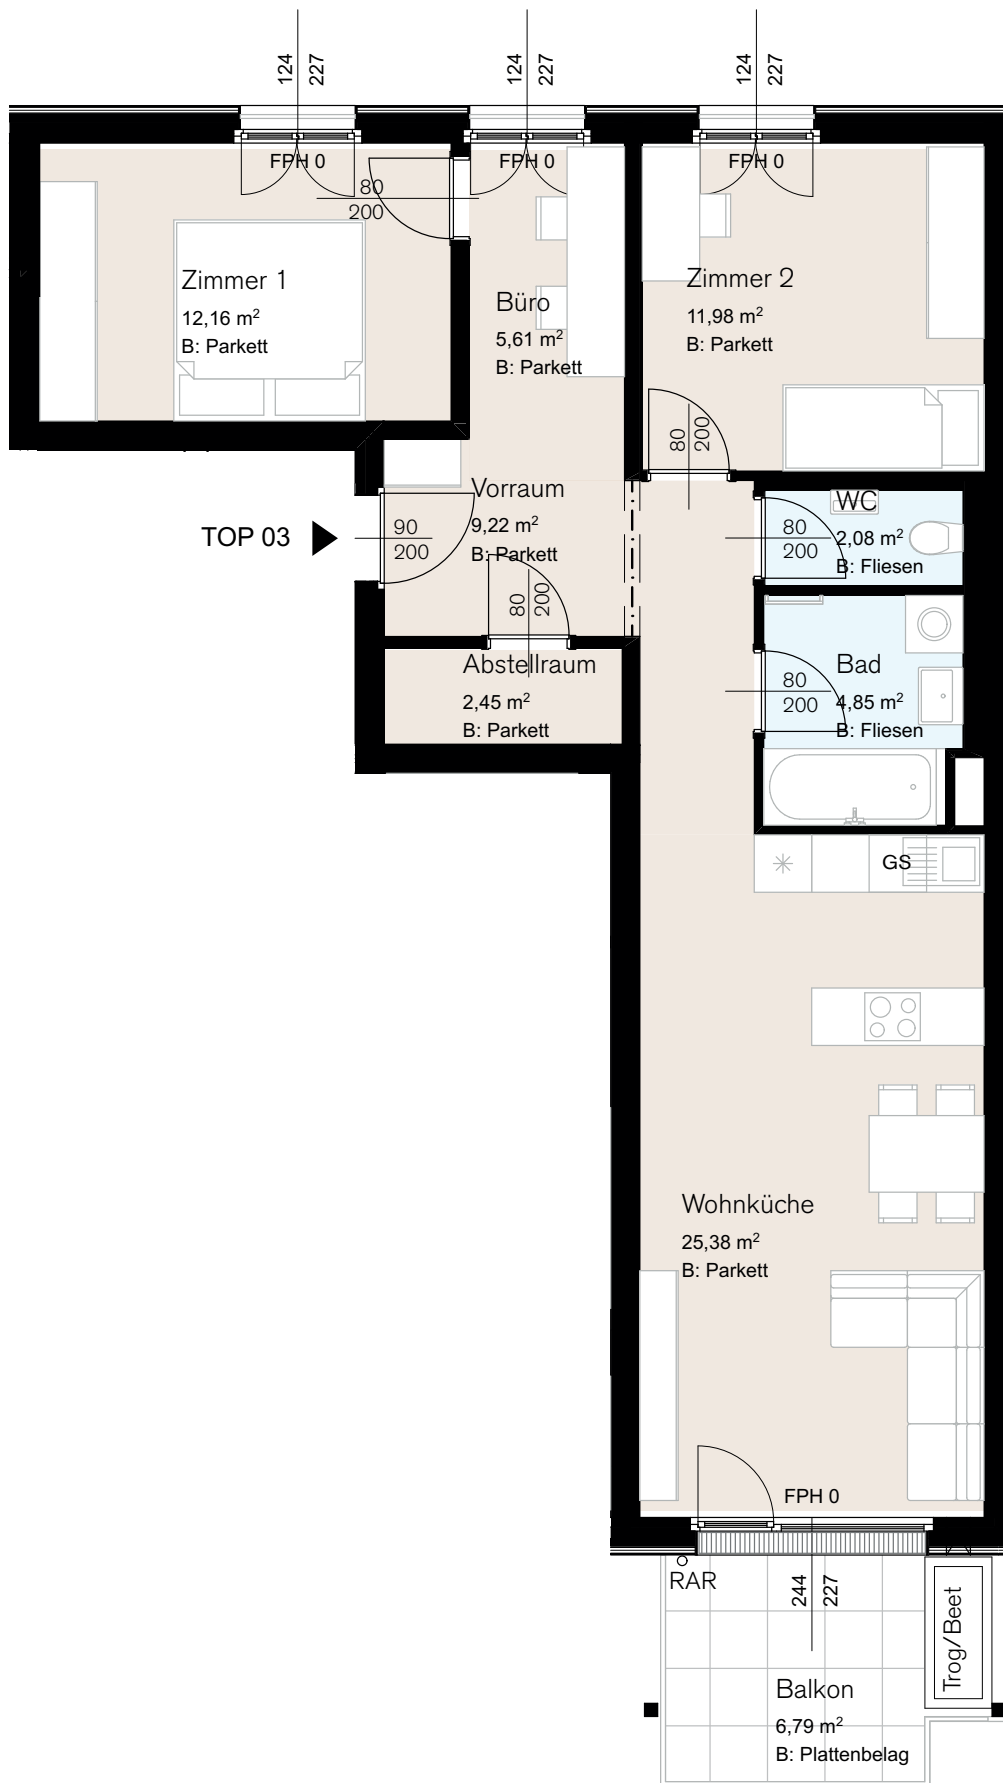 124
227
124
227
124
227
FPH 0
FPH 0
FPH 0
80
200
Zimmer 1
12,16 m²
B: Parkett
Büro
5,61 m²
B: Parkett
Zimmer 2
11,98 m²
B: Parkett
80
200
Vorraum
9,22 m²
B: Parkett
TOP 03
90
200
80
200
WC
2,08 m²
B: Fliesen
80
200
Abstellraum
2,45 m²
B: Parkett
Bad
4,85 m²
B: Fliesen
80
200
GS
Wohnküche
25,38 m²
B: Parkett
FPH 0
RAR
244
227
Trog/Beet
Balkon
6,79 m²
B: Plattenbelag